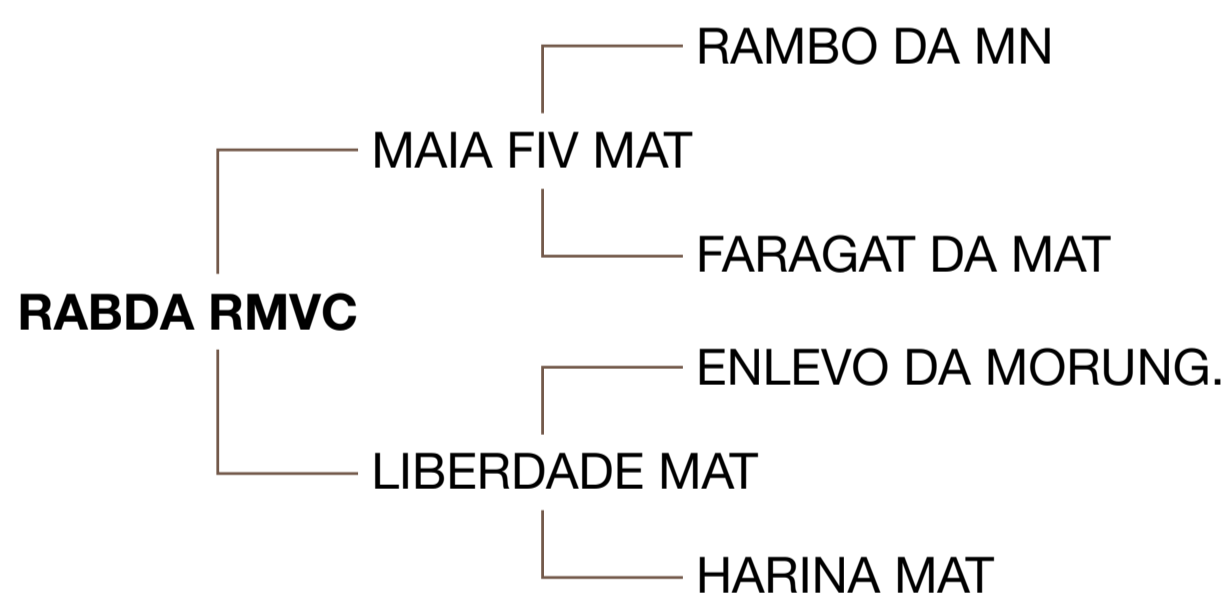 RAMBO DA MN
MAIA FIV MAT
FARAGAT DA MAT
RABDA RMVC
ENLEVO DA MORUNG.
LIBERDADE MAT
HARINA MAT